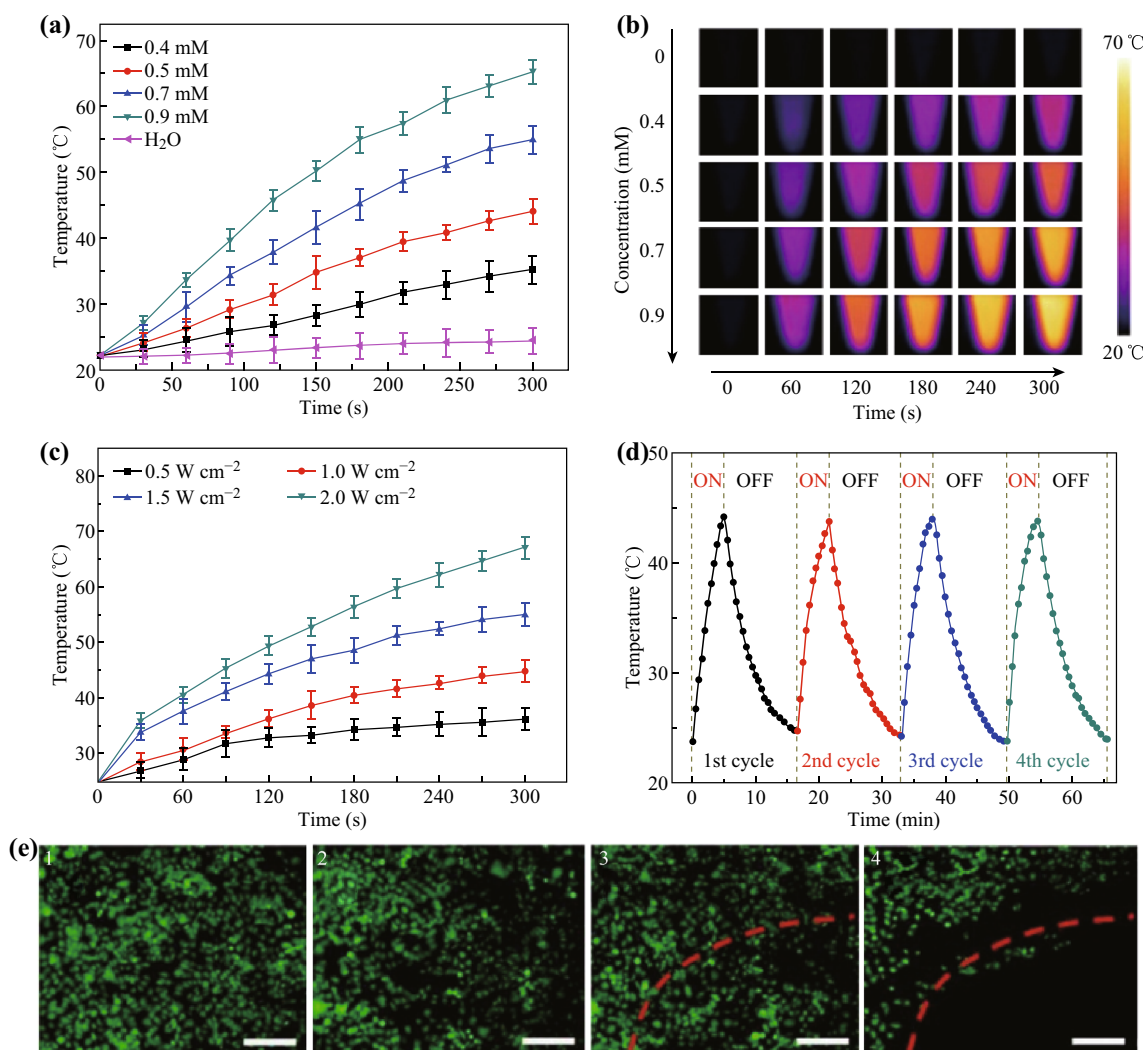 (a)
70
60
50
40
30
20
0
50
100
150
200
250
300
Temperature (℃)
Time (s)
0.4 mM
0.5 mM
0.7 mM
0.9 mM
H₂O
(b)
0
0.4
0.5
0.7
0.9
Concentration (mM)
0
60
120
180
240
300
Time (s)
70 ℃
20 ℃
(c)
80
70
60
50
40
30
0
60
120
180
240
300
Temperature (℃)
Time (s)
0.5 W cm⁻²
1.0 W cm⁻²
1.5 W cm⁻²
2.0 W cm⁻²
(d)
50
40
30
20
0
10
20
30
40
50
60
Temperature (℃)
Time (min)
ON OFF ON OFF ON OFF ON OFF
1st cycle 2nd cycle 3rd cycle 4th cycle
(e)
1
2
3
4